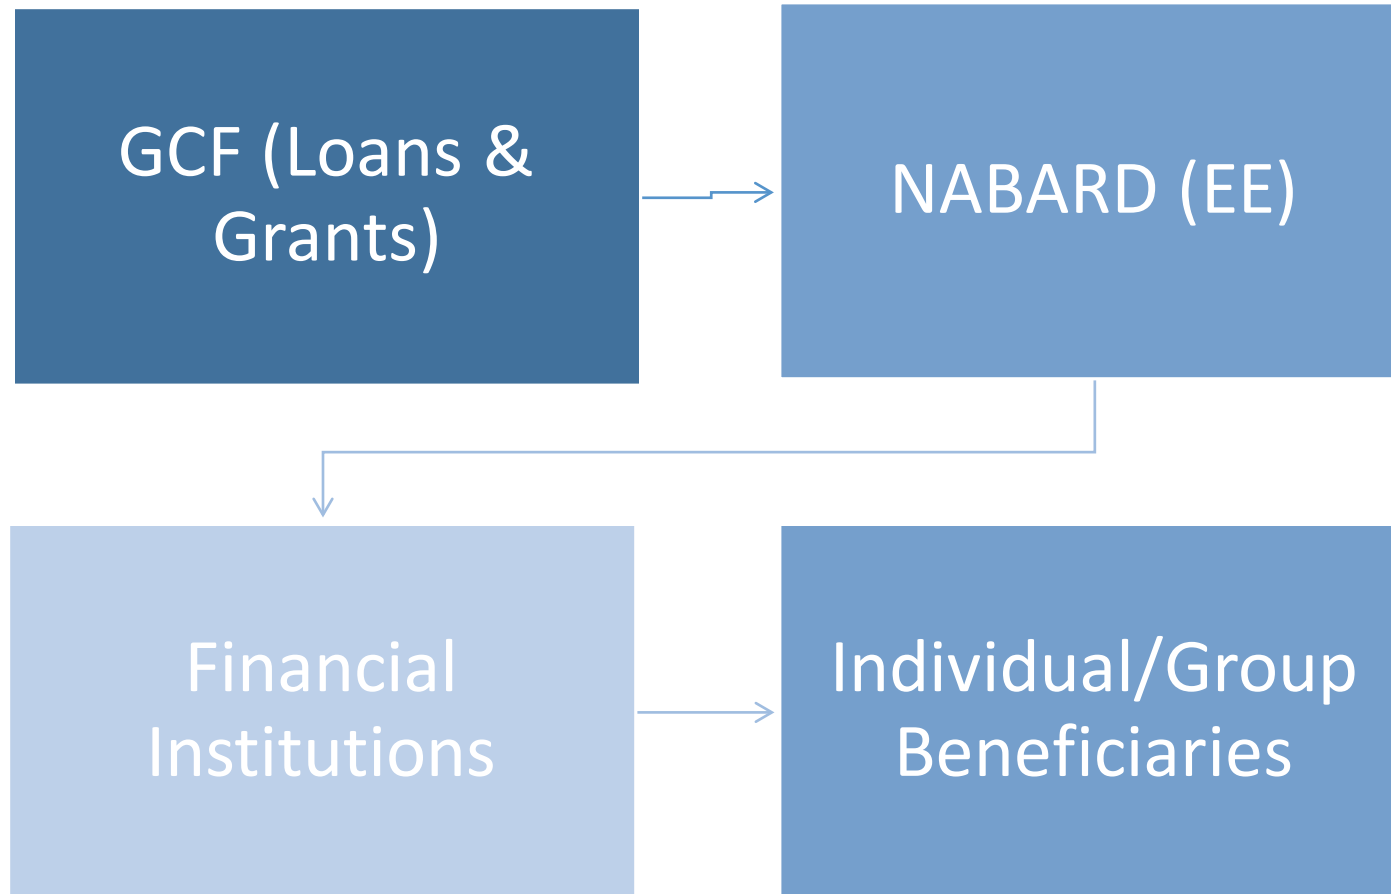 GCF (Loans &
Grants)
NABARD (EE)
Financial
Institutions
Individual/Group
Beneficiaries